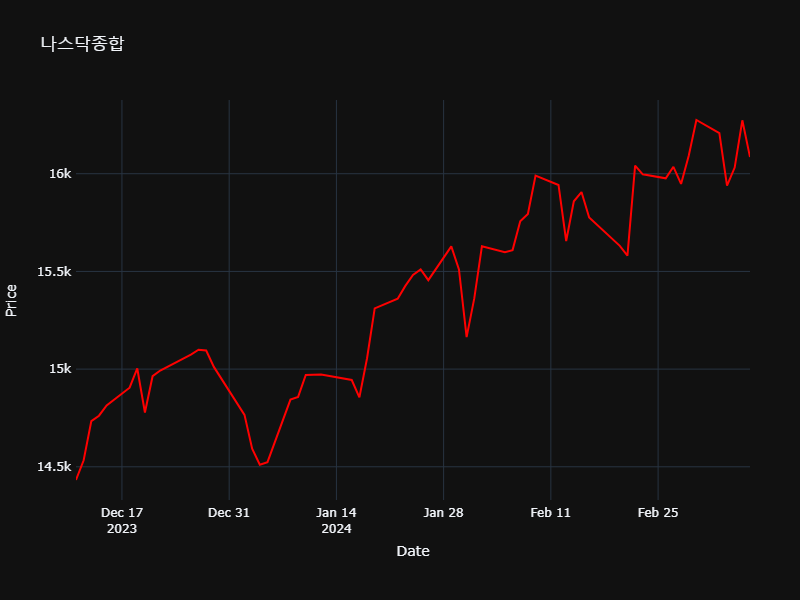 나스닥종합
16k
15.5k
15k
14.5k
Price
Dec 17
2023
Dec 31
Jan 14
2024
Jan 28
Feb 11
Feb 25
Date